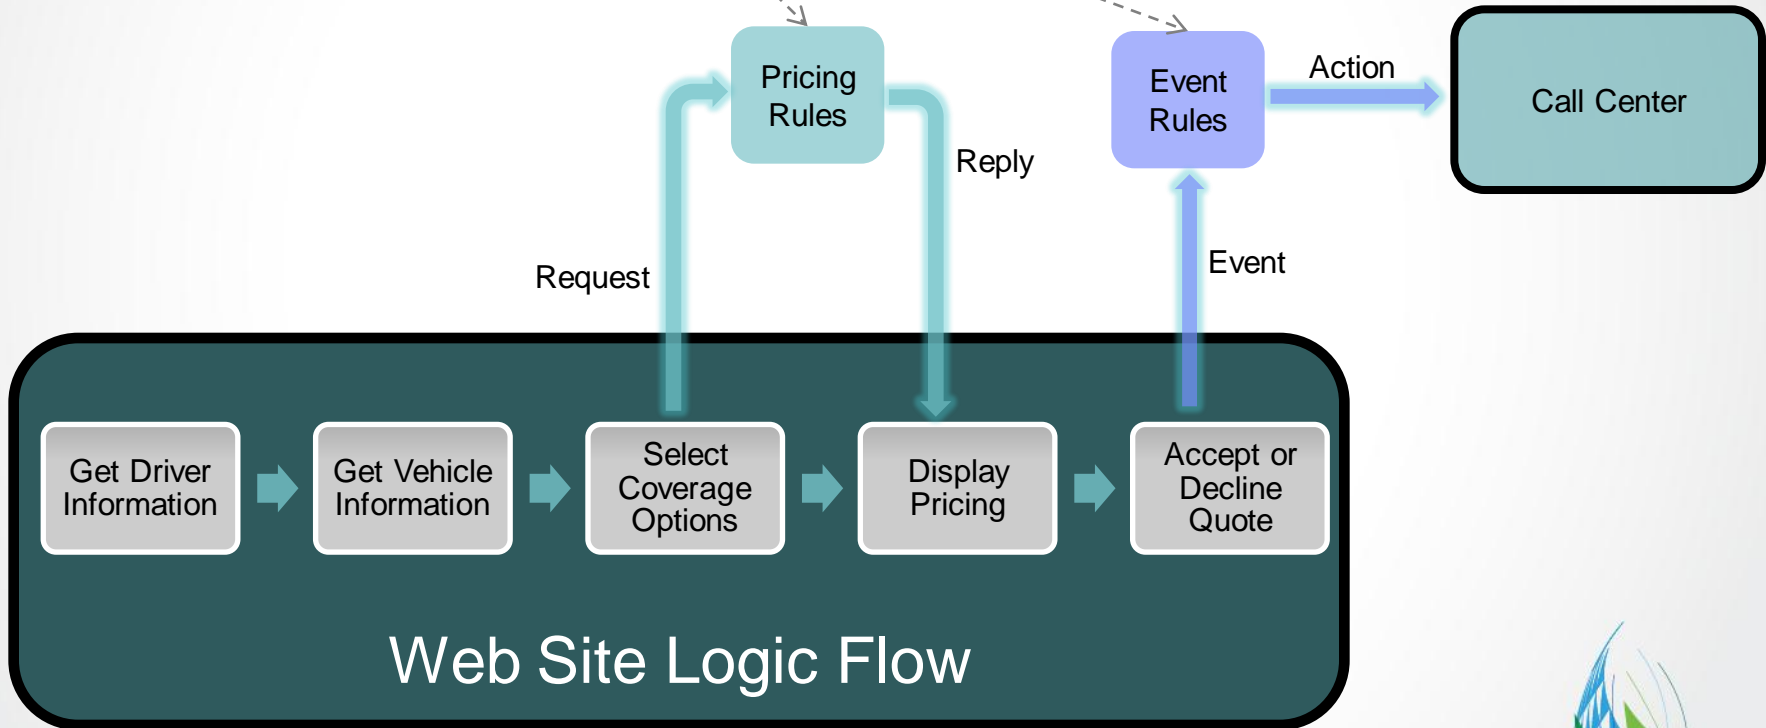 Pricing
Rules
Event
Rules
Action
Call Center
Reply
Request
Event
Get Driver
Information
Get Vehicle
Information
Select
Coverage
Options
Display
Pricing
Accept or
Decline
Quote
Web Site Logic Flow